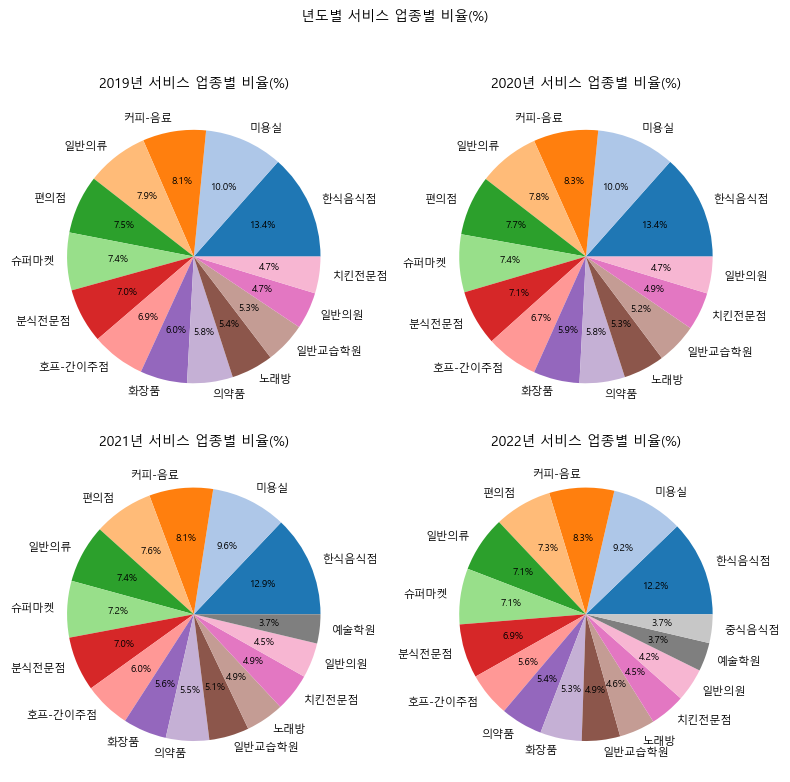 년도별 서비스 업종별 비율(%)
2019년 서비스 업종별 비율(%)
한식음식점
13.4%
미용실
10.0%
커피-음료
8.1%
일반의류
7.9%
편의점
7.5%
슈퍼마켓
7.4%
분식전문점
7.0%
호프-간이주점
6.9%
화장품
6.0%
의약품
5.8%
노래방
5.4%
일반교습학원
5.3%
일반의원
4.7%
치킨전문점
4.7%
2020년 서비스 업종별 비율(%)
한식음식점
13.4%
미용실
10.0%
커피-음료
8.3%
일반의류
7.8%
편의점
7.7%
슈퍼마켓
7.4%
분식전문점
7.1%
호프-간이주점
6.7%
화장품
5.9%
의약품
5.8%
노래방
5.3%
일반교습학원
5.2%
치킨전문점
4.9%
일반의원
4.7%
2021년 서비스 업종별 비율(%)
한식음식점
12.9%
미용실
9.6%
커피-음료
8.1%
편의점
7.6%
일반의류
7.4%
슈퍼마켓
7.2%
분식전문점
7.0%
호프-간이주점
6.0%
화장품
5.6%
의약품
5.5%
일반교습학원
5.1%
노래방
4.9%
치킨전문점
4.9%
일반의원
4.5%
예술학원
3.7%
2022년 서비스 업종별 비율(%)
한식음식점
12.2%
미용실
9.2%
커피-음료
8.3%
편의점
7.3%
일반의류
7.1%
슈퍼마켓
7.1%
분식전문점
6.9%
호프-간이주점
5.6%
의약품
5.4%
화장품
5.3%
일반교습학원
4.9%
노래방
4.6%
치킨전문점
4.5%
일반의원
4.2%
예술학원
3.7%
중식음식점
3.7%